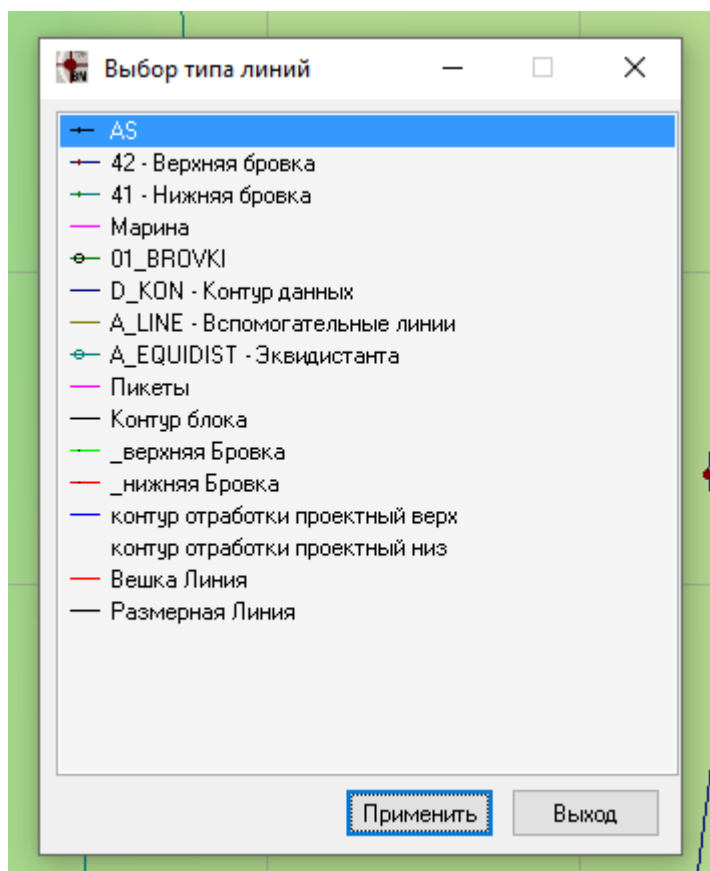 Выбор типа линий
AS
42 - Верхняя бровка
41 - Нижняя бровка
Марина
01_BROVKI
D_KON - Контур данных
A_LINE - Вспомогательные линии
A_EQUIDIST - Эквидистанта
Пикеты
Контур блока
_верхняя Бровка
_нижняя Бровка
контур отработки проектный верх
контур отработки проектный низ
Вешка Линия
Размерная Линия
Применить Выход